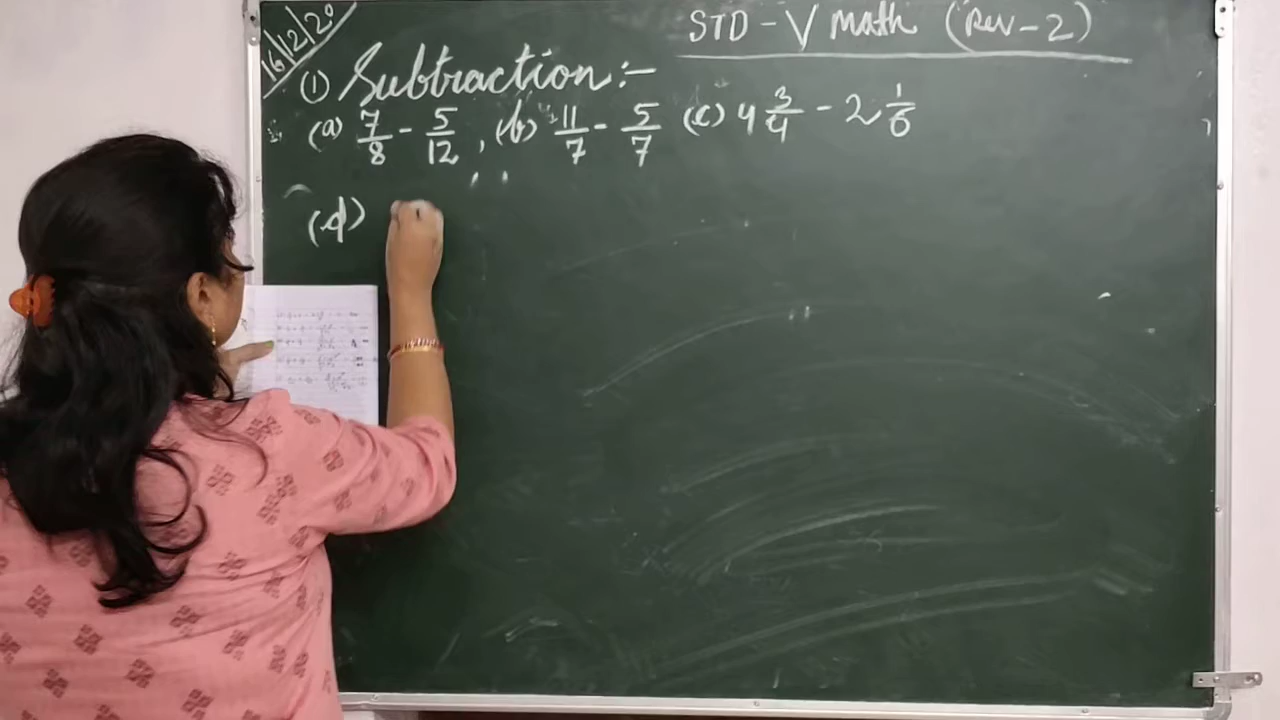 16/12/20
STD - V Math (Rev - 2)
① Subtraction :-
(a) 7/8 - 5/12 , (b) 11/7 - 5/7 (c) 4 3/4 - 2 1/6
(d)